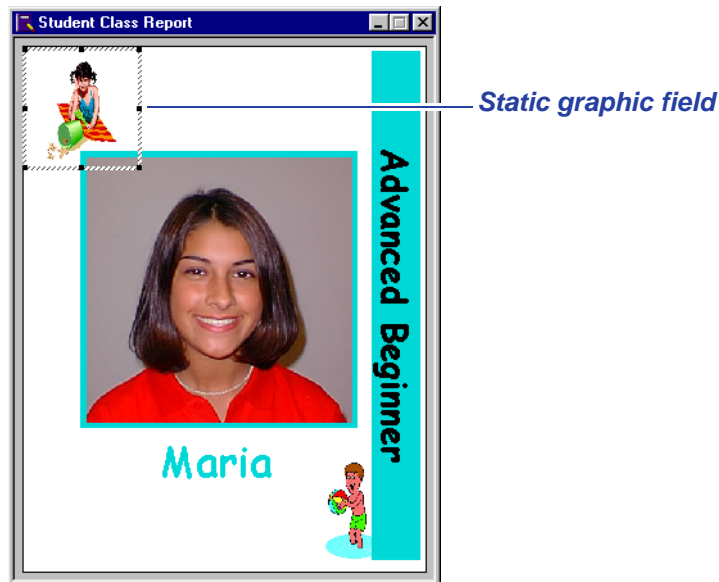 Student Class Report
Static graphic field
Advanced Beginner
Maria